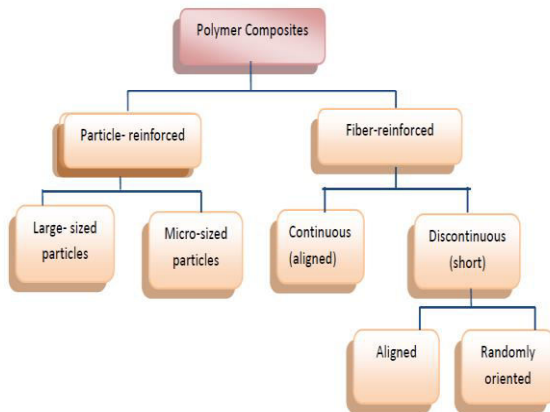 Polymer Composites
Particle- reinforced
Fiber-reinforced
Large- sized
particles
Micro-sized
particles
Continuous
(aligned)
Discontinuous
(short)
Aligned
Randomly
oriented